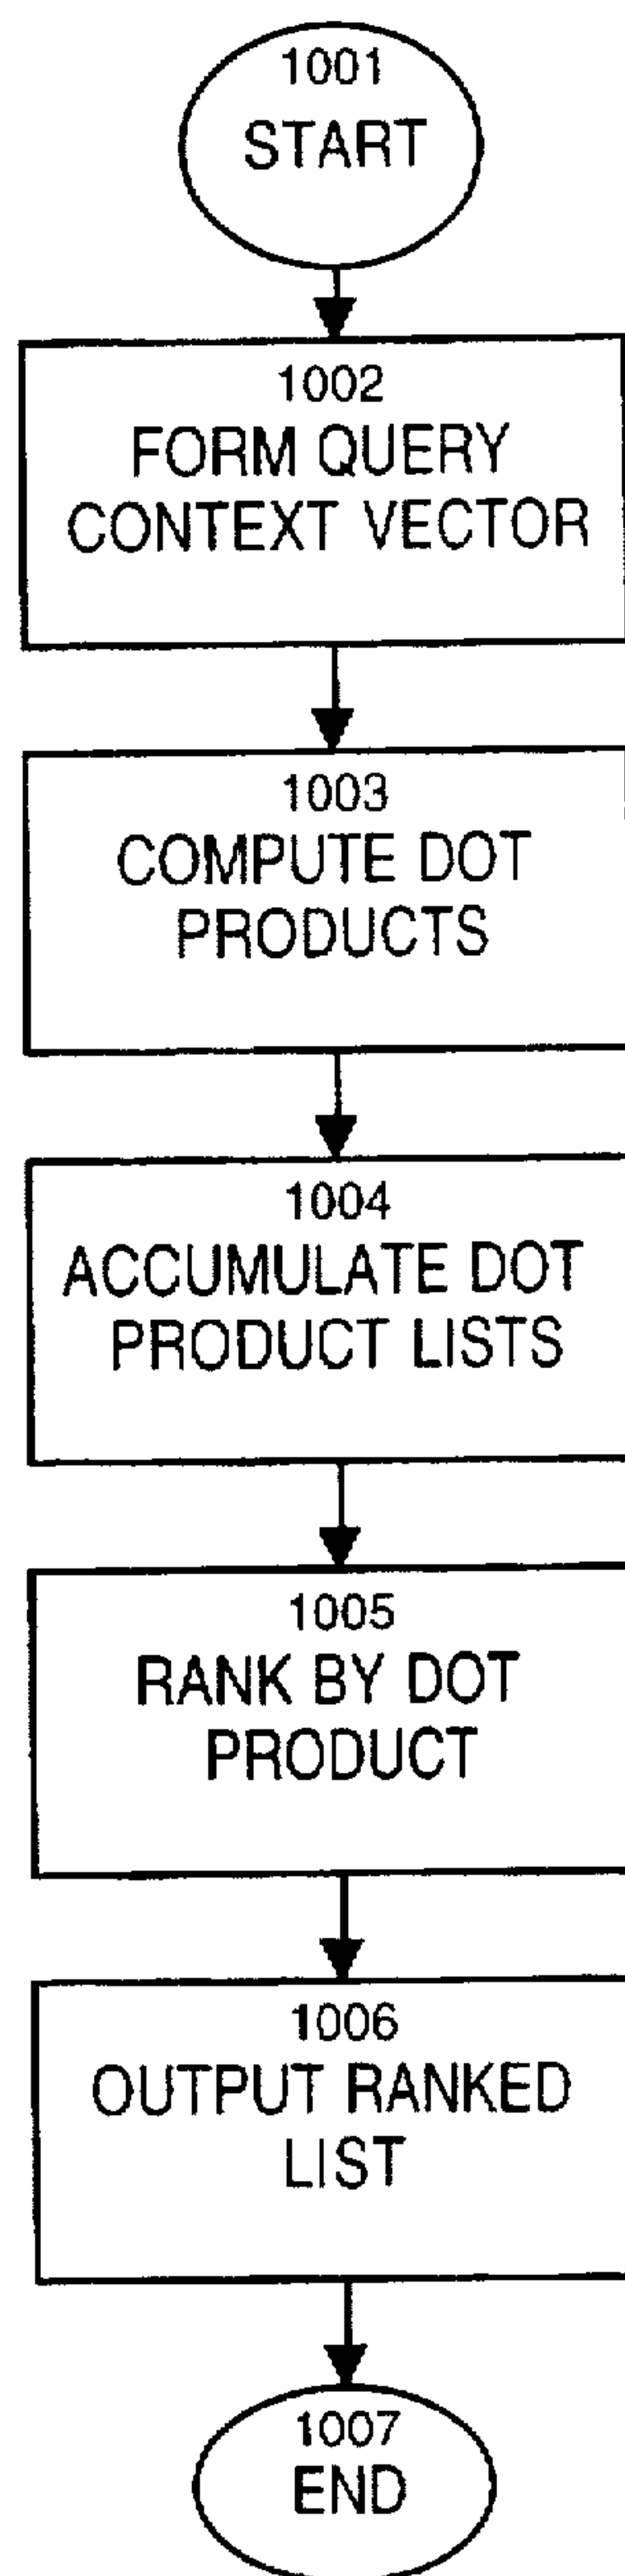 1001
START
1002
FORM QUERY
CONTEXT VECTOR
1003
COMPUTE DOT
PRODUCTS
1004
ACCUMULATE DOT
PRODUCT LISTS
1005
RANK BY DOT
PRODUCT
1006
OUTPUT RANKED
LIST
1007
END